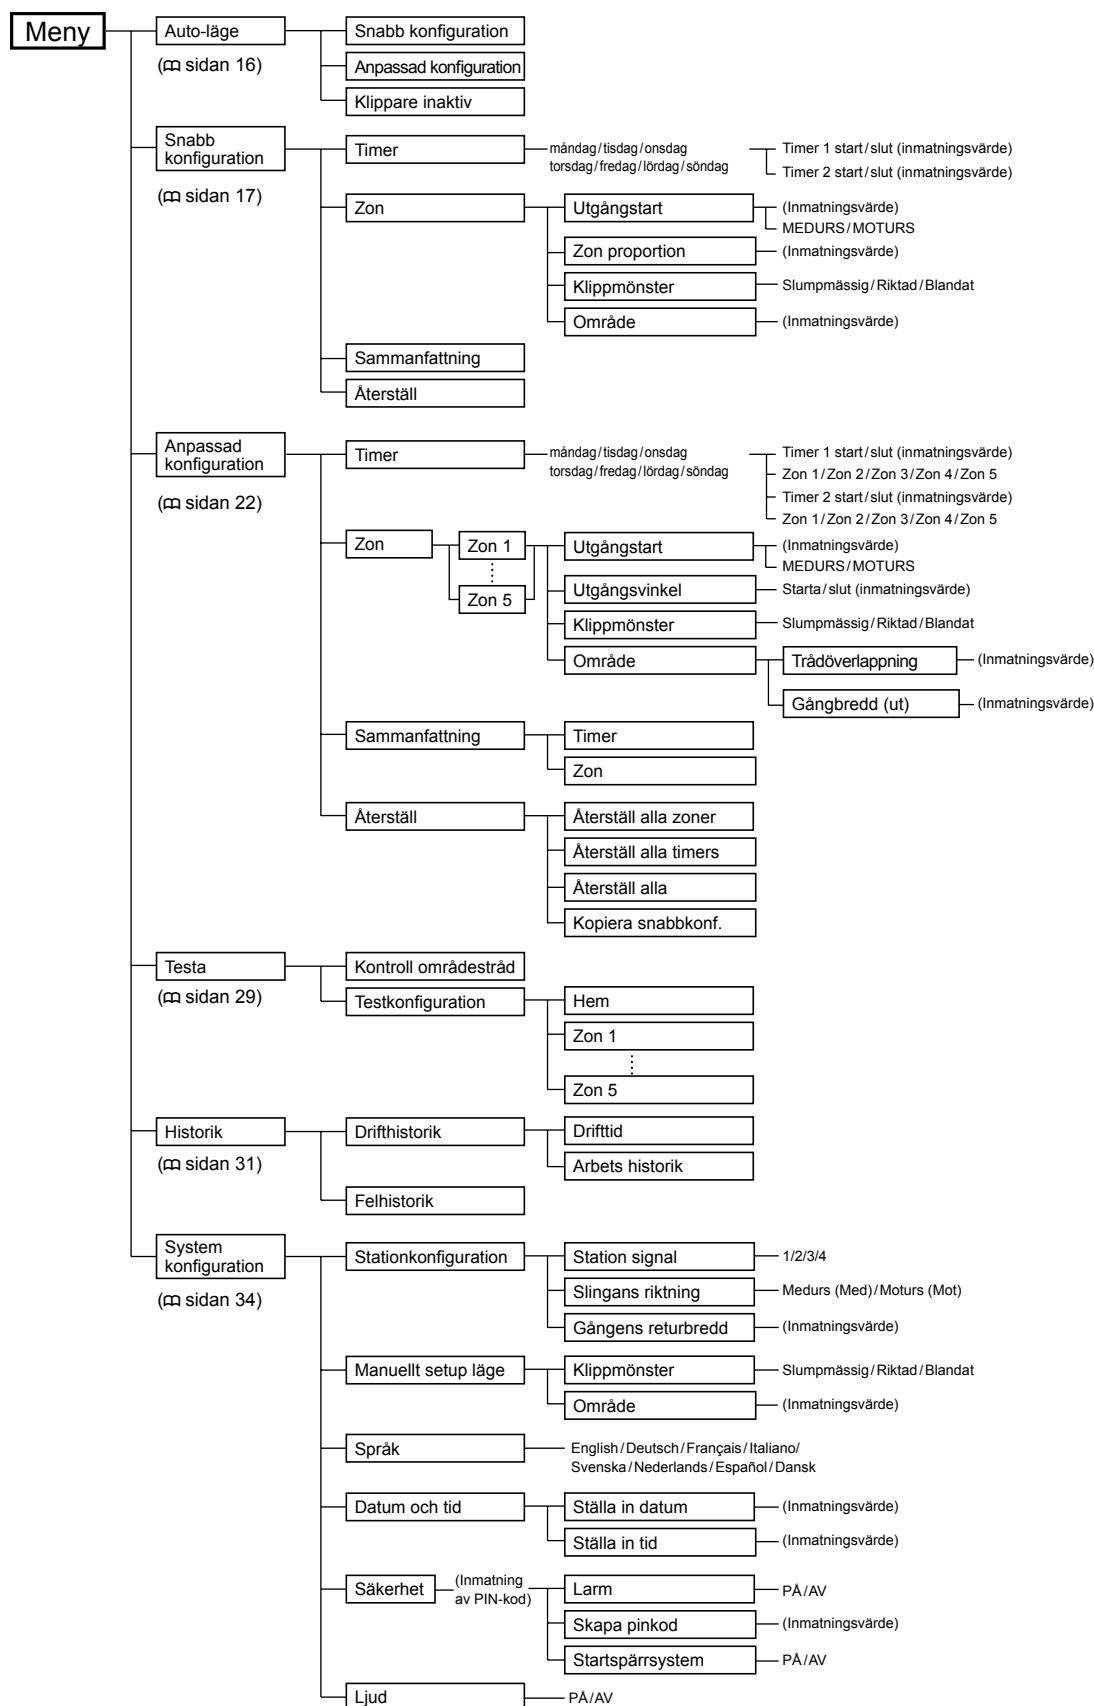 Meny
Auto-läge
(sidan 16)
Snabb konfiguration
Anpassad konfiguration
Klippare inaktiv
Snabb
konfiguration
(sidan 17)
Timer
måndag/tisdag/onsdag
torsdag/fredag/lördag/söndag
Timer 1 start/slut (inmatningsvärde)
Timer 2 start/slut (inmatningsvärde)
Zon
Utgångstart
(Inmatningsvärde)
MEDURS/MOTURS
Zon proportion
(Inmatningsvärde)
Klippmönster
Slumpmässig/Riktad/Blandat
Område
(Inmatningsvärde)
Sammanfattning
Återställ
Anpassad
konfiguration
(sidan 22)
Timer
måndag/tisdag/onsdag
torsdag/fredag/lördag/söndag
Timer 1 start/slut (inmatningsvärde)
Zon 1/Zon 2/Zon 3/Zon 4/Zon 5
Timer 2 start/slut (inmatningsvärde)
Zon 1/Zon 2/Zon 3/Zon 4/Zon 5
Zon
Zon 1
Zon 5
Utgångstart
(Inmatningsvärde)
MEDURS/MOTURS
Utgångsvinkel
Starta/slut (inmatningsvärde)
Klippmönster
Slumpmässig/Riktad/Blandat
Område
Trådöverlappning
(Inmatningsvärde)
Gångbredd (ut)
(Inmatningsvärde)
Sammanfattning
Timer
Zon
Återställ
Återställ alla zoner
Återställ alla timers
Återställ alla
Kopiera snabbkonf.
Testa
(sidan 29)
Kontroll områdestråd
Testkonfiguration
Hem
Zon 1
Zon 5
Historik
(sidan 31)
Drifthistorik
Drifttid
Arbets historik
Felhistorik
System
konfiguration
(sidan 34)
Stationkonfiguration
Station signal
1/2/3/4
Slingans riktning
Medurs (Med)/Moturs (Mot)
Gångens returbredd
(Inmatningsvärde)
Manuellt setup läge
Klippmönster
Slumpmässig/Riktad/Blandat
Område
(Inmatningsvärde)
Språk
English/Deutsch/Français/Italiano/
Svenska/Nederlands/Español/Dansk
Datum och tid
Ställa in datum
(Inmatningsvärde)
Ställa in tid
(Inmatningsvärde)
Säkerhet
(Inmatning
av PIN-kod)
Larm
PÅ/AV
Skapa pinkod
(Inmatningsvärde)
Startspärrsystem
PÅ/AV
Ljud
PÅ/AV